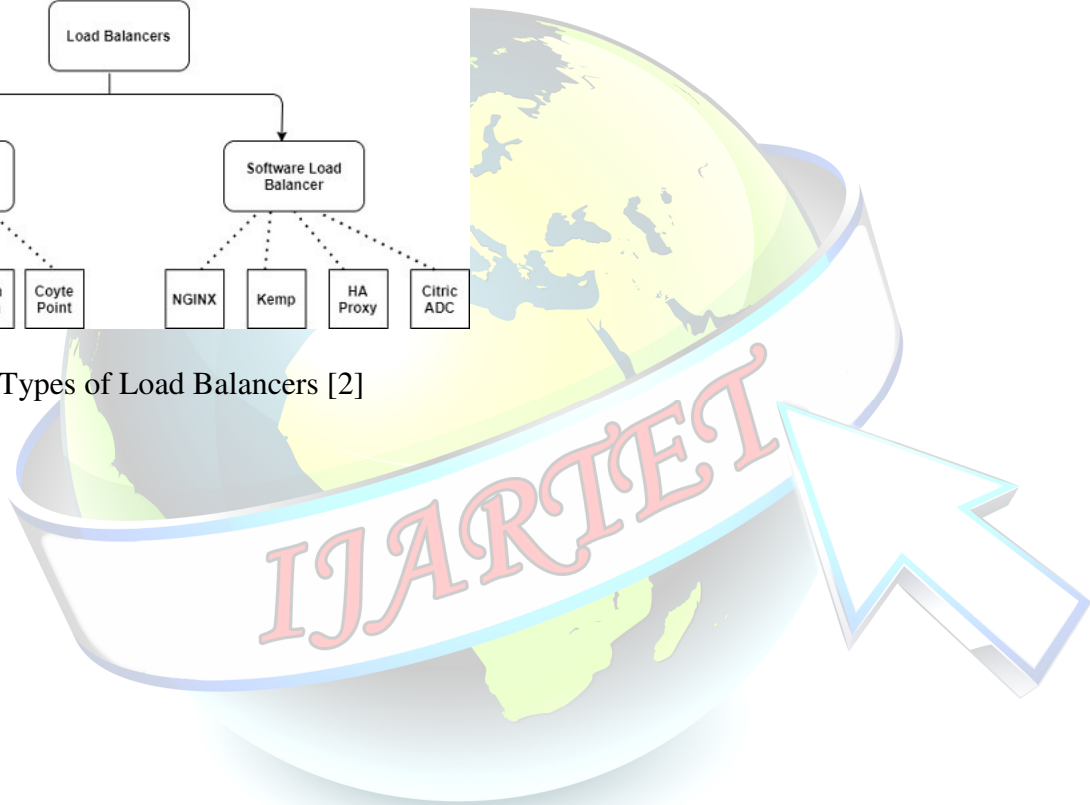 Load Balancers
Software Load
Balancer
Coyte
Point
NGINX
Kemp
HA
Proxy
Citric
ADC
Types of Load Balancers [2]
IJARTET